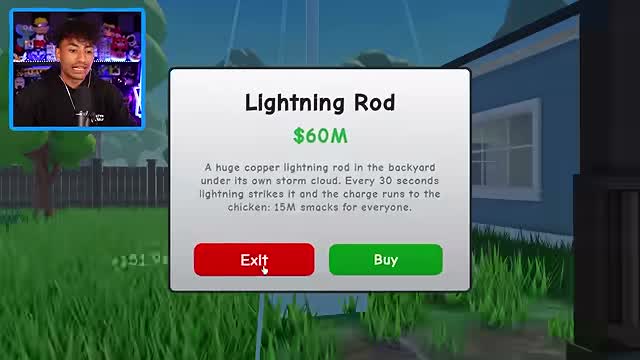 Lightning Rod
$60M
A huge copper lightning rod in the backyard
under its own storm cloud. Every 30 seconds
lightning strikes it and the charge runs to the
chicken: 15M smacks for everyone.
Exit
Buy